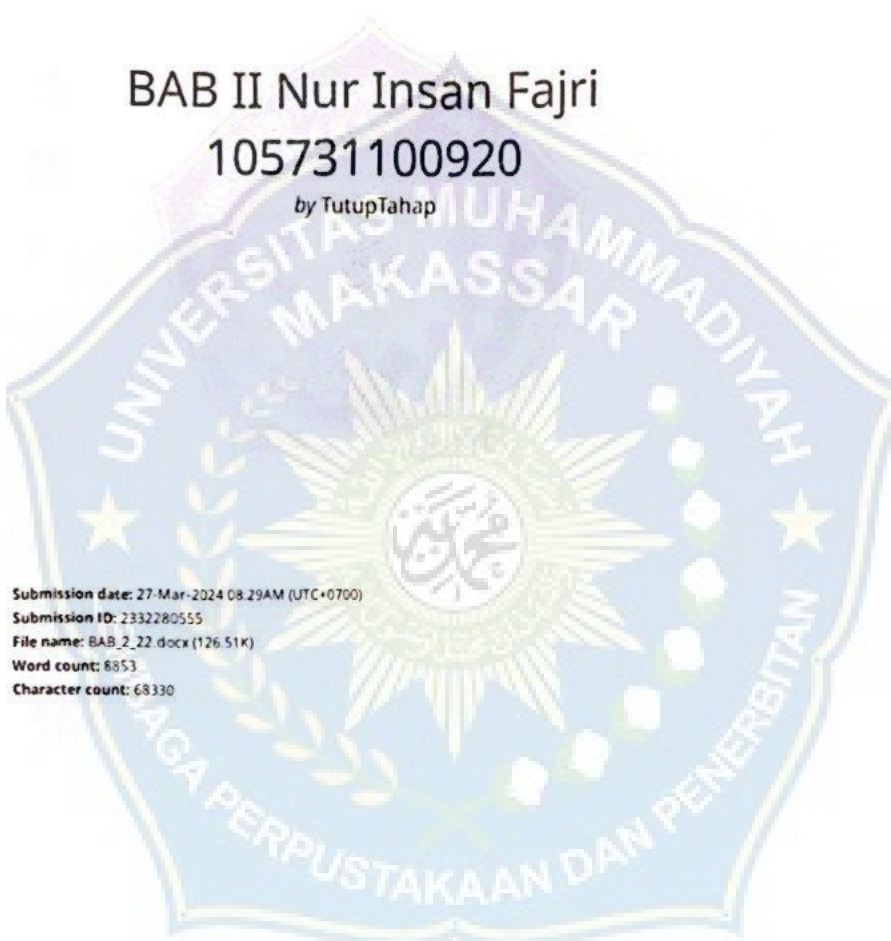 BAB II Nur Insan Fajri
105731100920
by TutupTahap
UNIVERSITAS MUHAMMADIYAH
MAKASSAR
Submission date: 27-Mar-2024 08.29AM (UTC+0700)
Submission ID: 2332280555
File name: BAB_2_22.docx (126.51K)
Word count: 8853
Character count: 68330
LEMBAGA PERPUSTAKAAN DAN PENERBITAN